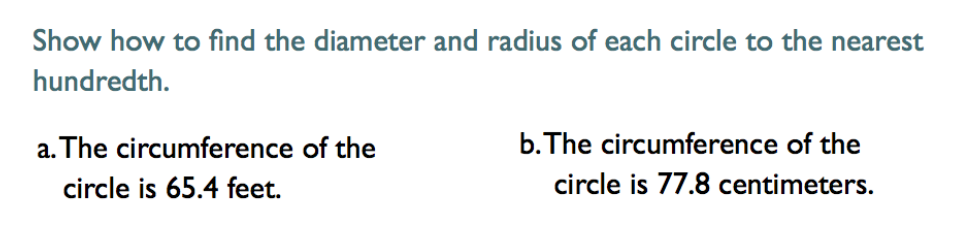 Show how to find the diameter and radius of each circle to the nearest
hundredth.
a. The circumference of the
circle is 65.4 feet.
b. The circumference of the
circle is 77.8 centimeters.